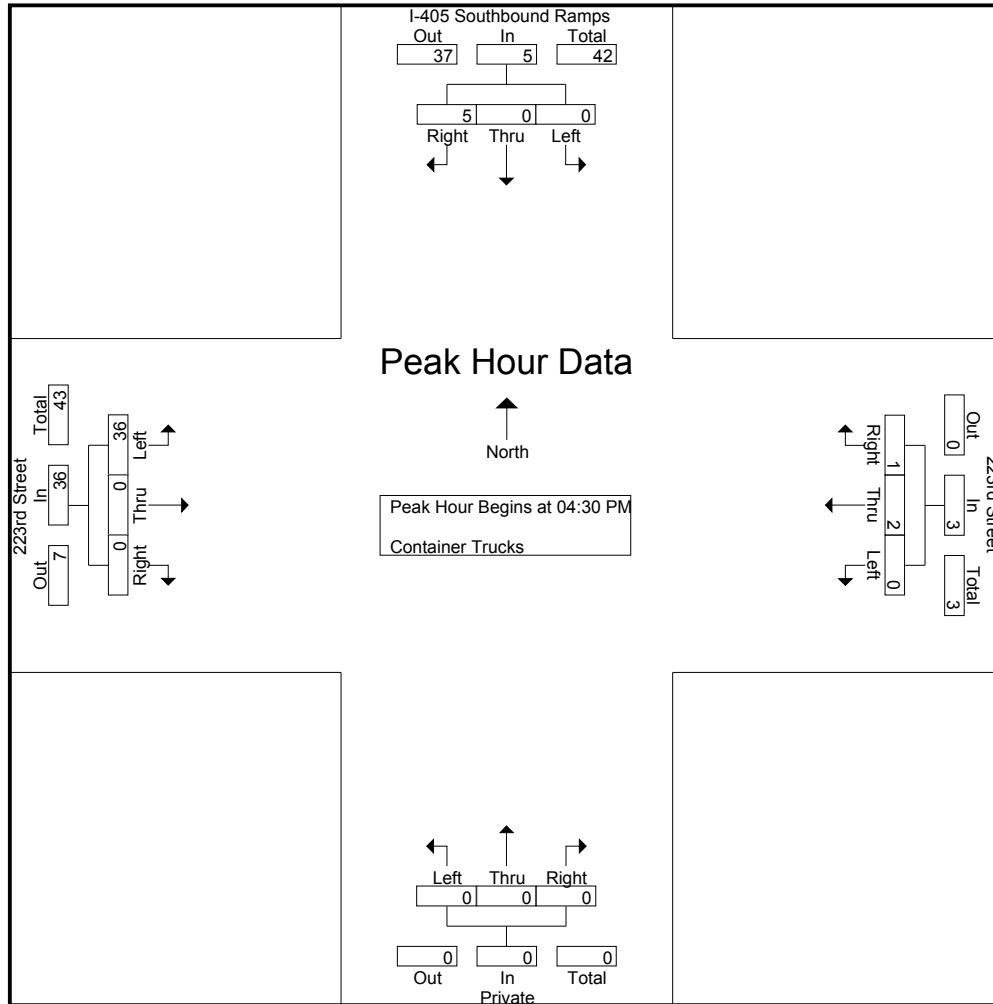 I-405 Southbound Ramps
Out In Total
37 5 42
5 0 0
Right Thru Left
Peak Hour Data
North
Peak Hour Begins at 04:30 PM
Container Trucks
223rd Street
Out In Total
7 36 43
36 0 0
Left Thru Right
223rd Street
Out In Total
0 3 3
1 2 0
Right Thru Left
Left Thru Right
0 0 0
0 0 0
Out In Total
Private